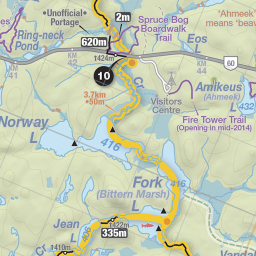 "Unofficial"
Portage
2m
Spruce Bog
Boardwalk
Trail
'Ahmeek'
means 'beav
Ring-neck
Pond
620m
1424m
Eos
L
KM
44
KM
42
60
10
3.7km
+50m
Visitors
Centre
Amikeus
(Ahmeek)
L
Norway
L
Fire Tower Trail
(Opening in mid-2014)
416
Fork
(Bittern Marsh)
L
416
Jean
L
335m
406
1410m
Vandal